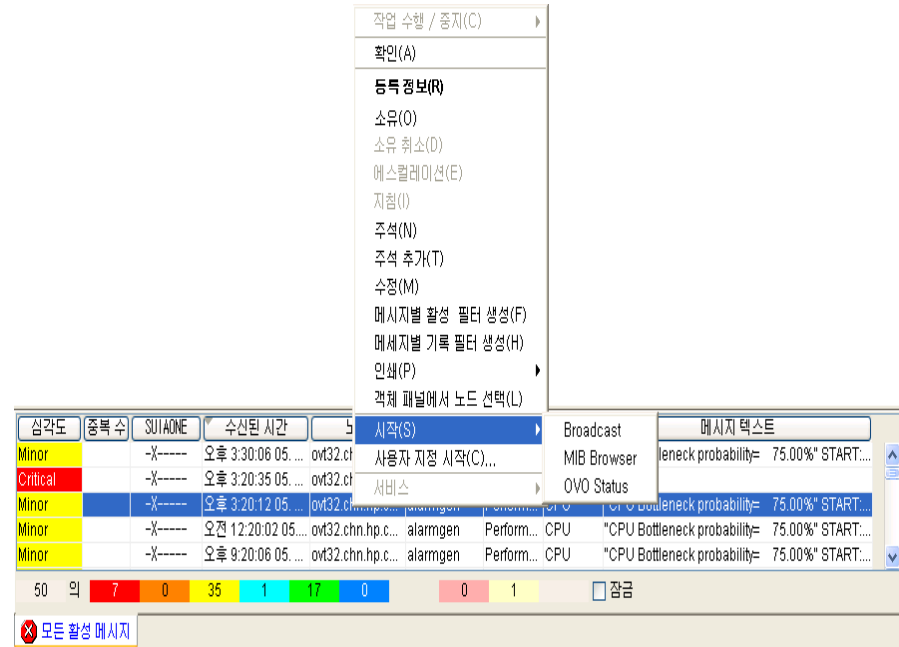 작업 수행 / 중지(C)
확인(A)
등록 정보(R)
소유(O)
소유 취소(D)
에스컬레이션(E)
지침(I)
주석(N)
주석 추가(T)
수정(M)
메시지별 활성 필터 생성(F)
메세지별 기록 필터 생성(H)
인쇄(P)
객체 패널에서 노드 선택(L)
시작(S)
사용자 지정 시작(C)...
서비스
Broadcast
MIB Browser
OVO Status
심각도 중복 수 SUIAONE 수신된 시간 메시지 텍스트
Minor -X----- 오후 3:30:06 05. ... ovt32.ch leneck probability= 75.00%" START:...
Critical -X----- 오후 3:20:35 05. ... ovt32.ch
Minor -X----- 오후 3:20:12 05. ... ovt32.chn.hp.c... alarmgen Perform... CPU "CPU Bottleneck probability= 75.00%" START:...
Minor -X----- 오전 12:20:02 05.... ovt32.chn.hp.c... alarmgen Perform... CPU "CPU Bottleneck probability= 75.00%" START:...
Minor -X----- 오후 9:20:06 05. ... ovt32.chn.hp.c... alarmgen Perform... CPU "CPU Bottleneck probability= 75.00%" START:...
50 의 7 0 35 1 17 0 0 1 잠금
모든 활성 메시지